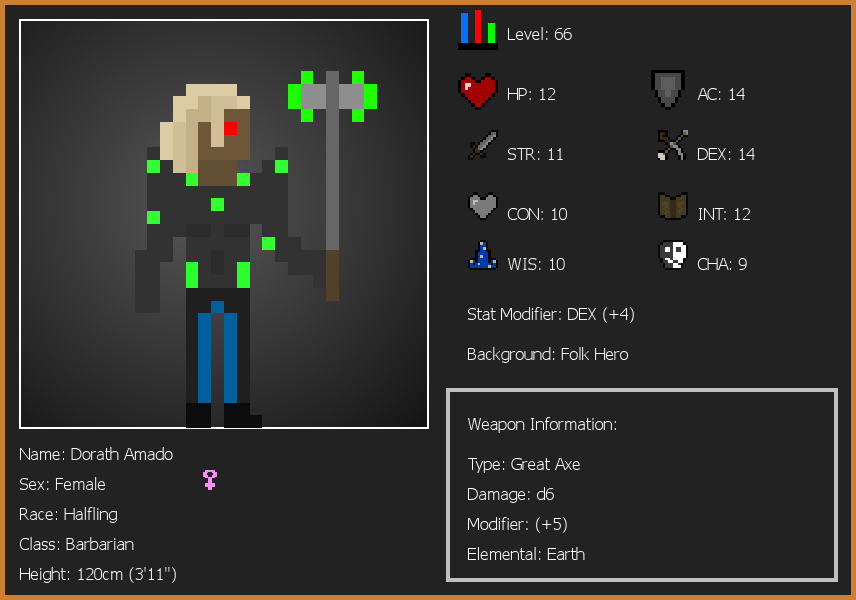 Level: 66
HP: 12
AC: 14
STR: 11
DEX: 14
CON: 10
INT: 12
WIS: 10
CHA: 9
Stat Modifier: DEX (+4)
Background: Folk Hero
Weapon Information:
Type: Great Axe
Damage: d6
Modifier: (+5)
Elemental: Earth
Name: Dorath Amado
Sex: Female
Race: Halfling
Class: Barbarian
Height: 120cm (3'11")